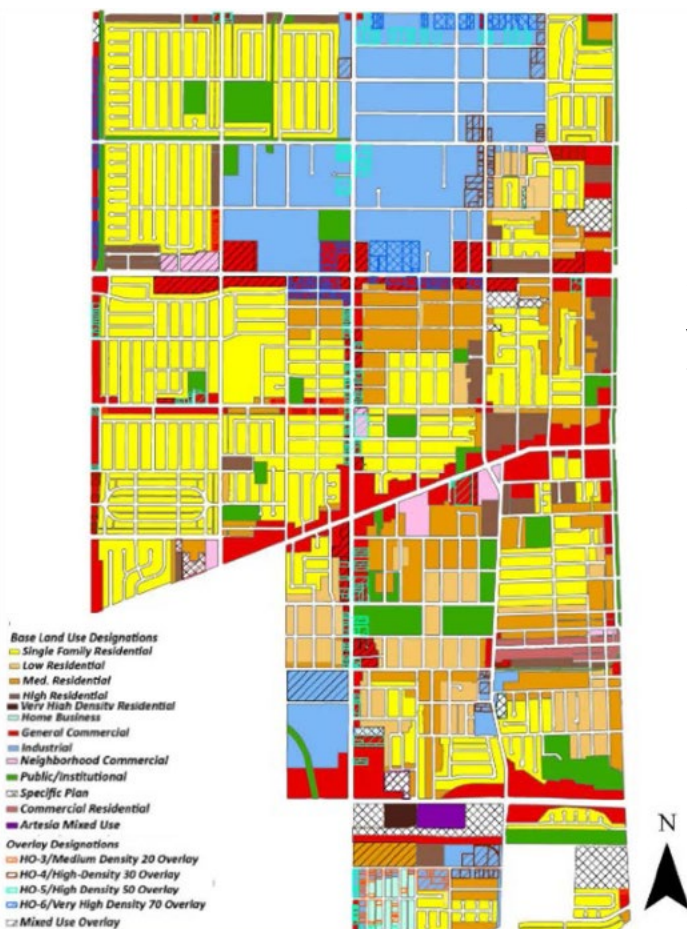 Base Land Use Designations
Single Family Residential
Low Residential
Med. Residential
High Residential
Very High Density Residential
Home Business
General Commercial
Industrial
Neighborhood Commercial
Public/Institutional
Specific Plan
Commercial Residential
Artesia Mixed Use
Overlay Designations
HO-3/Medium Density 20 Overlay
HO-4/High-Density 30 Overlay
HO-5/High Density 50 Overlay
HO-6/Very High Density 70 Overlay
Mixed Use Overlay
N